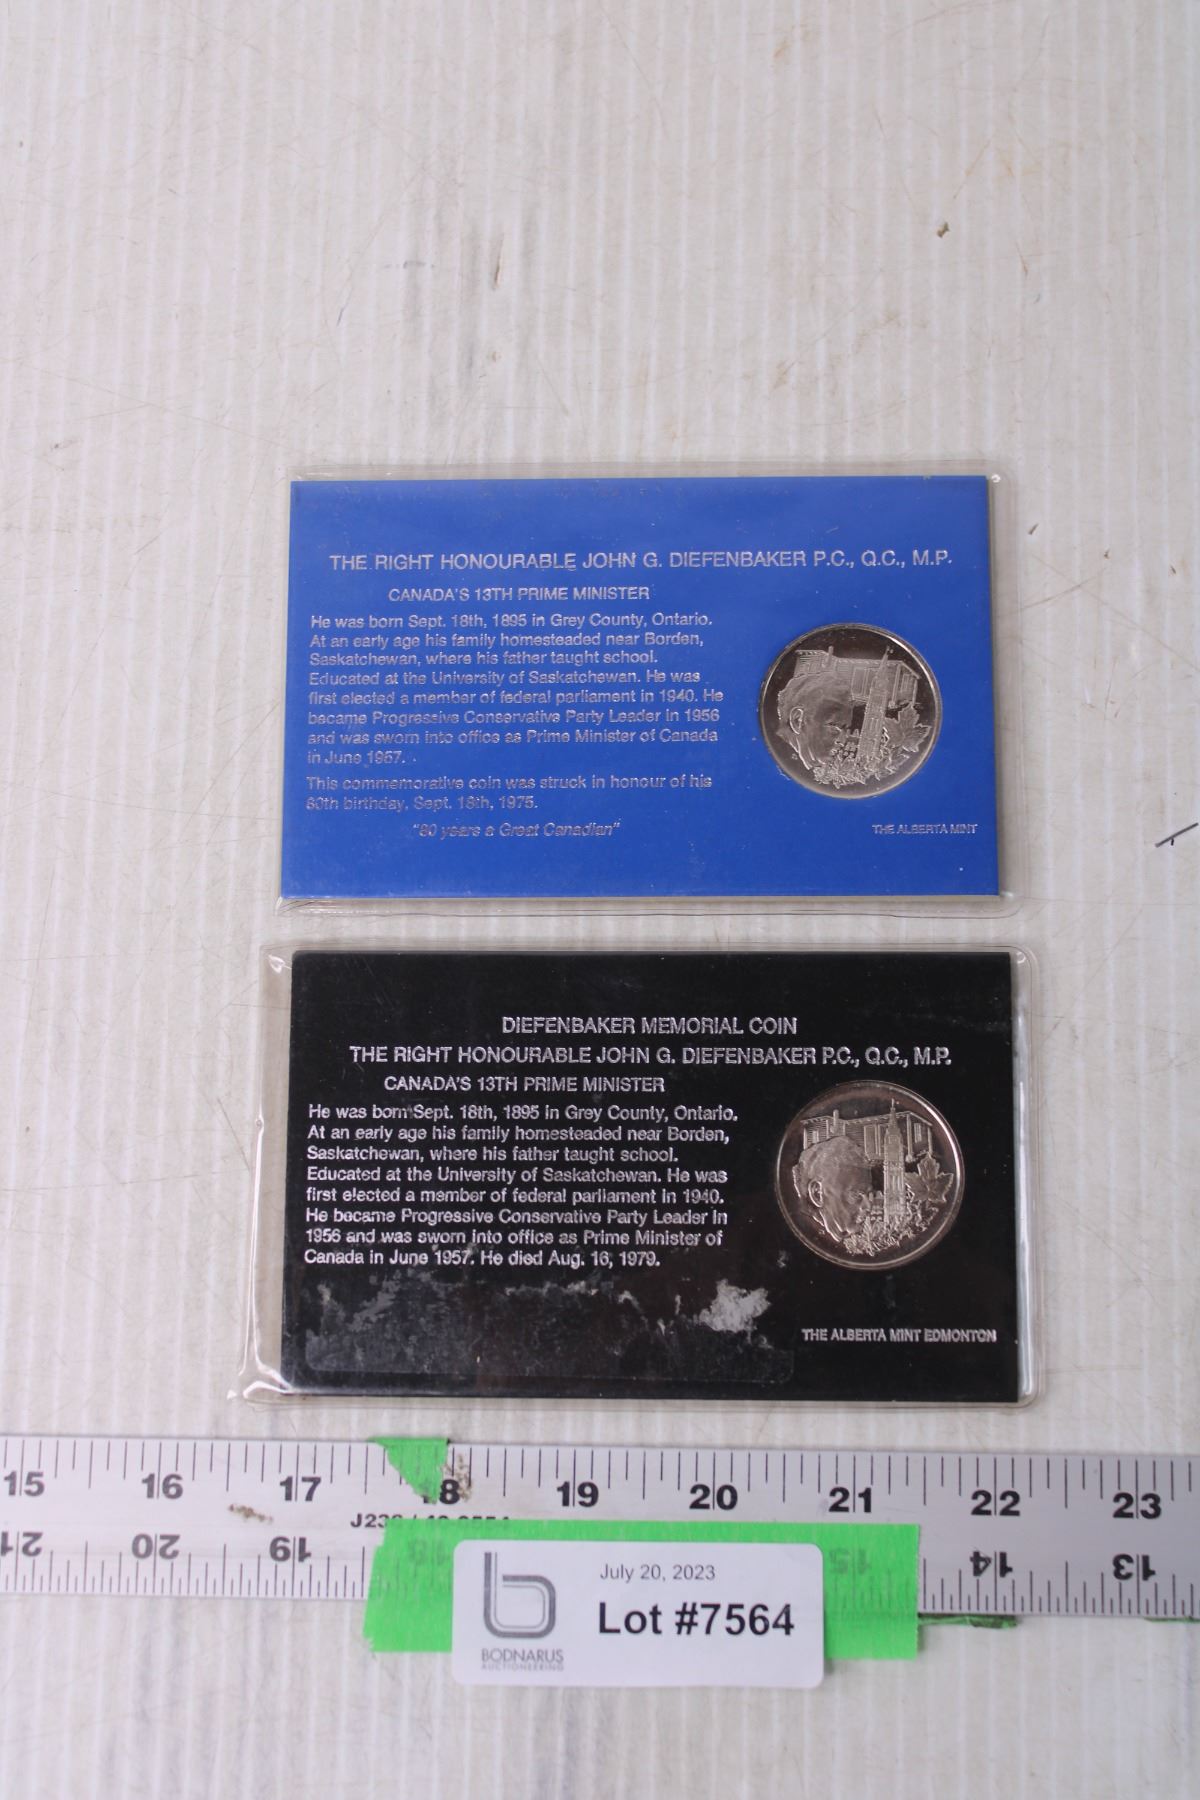 THE RIGHT HONOURABLE JOHN G. DIEFENBAKER P.C., Q.C., M.P.
CANADA'S 13TH PRIME MINISTER
He was born Sept. 18th, 1895 in Grey County, Ontario.
At an early age his family homesteaded near Borden,
Saskatchewan, where his father taught school.
Educated at the University of Saskatchewan. He was
first elected a member of federal parliament in 1940. He
became Progressive Conservative Party Leader in 1956
and was sworn into office as Prime Minister of Canada
in June 1957.
This commemorative coin was struck in honour of his
80th birthday, Sept. 18th, 1975.
"80 years a Great Canadian"
THE ALBERTA MINT
DIEFENBAKER MEMORIAL COIN
THE RIGHT HONOURABLE JOHN G. DIEFENBAKER P.C., Q.C., M.P.
CANADA'S 13TH PRIME MINISTER
He was born Sept. 18th, 1895 in Grey County, Ontario.
At an early age his family homesteaded near Borden,
Saskatchewan, where his father taught school.
Educated at the University of Saskatchewan. He was
first elected a member of federal parliament in 1940.
He became Progressive Conservative Party Leader in
1956 and was sworn into office as Prime Minister of
Canada in June 1957. He died Aug. 16, 1979.
THE ALBERTA MINT EDMONTON
15 16 17 18 19 20 21 22 23
21 20 19 18 15 14 13
July 20, 2023
Lot #7564
BODNARUS
AUCTIONEERING